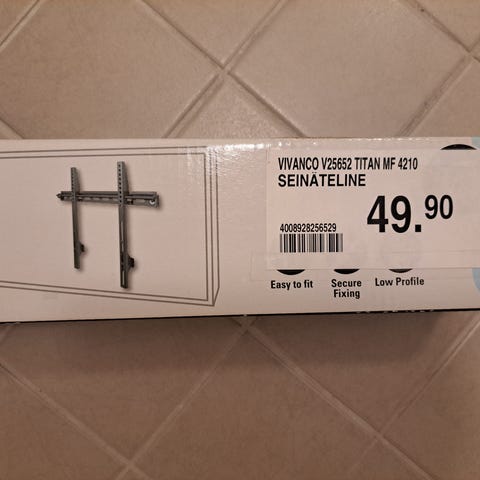 VIVANCO V25652 TITAN MF 4210
SEINÄTELINE
49.90
4008928256529
Easy to fit
Secure
Fixing
Low Profile